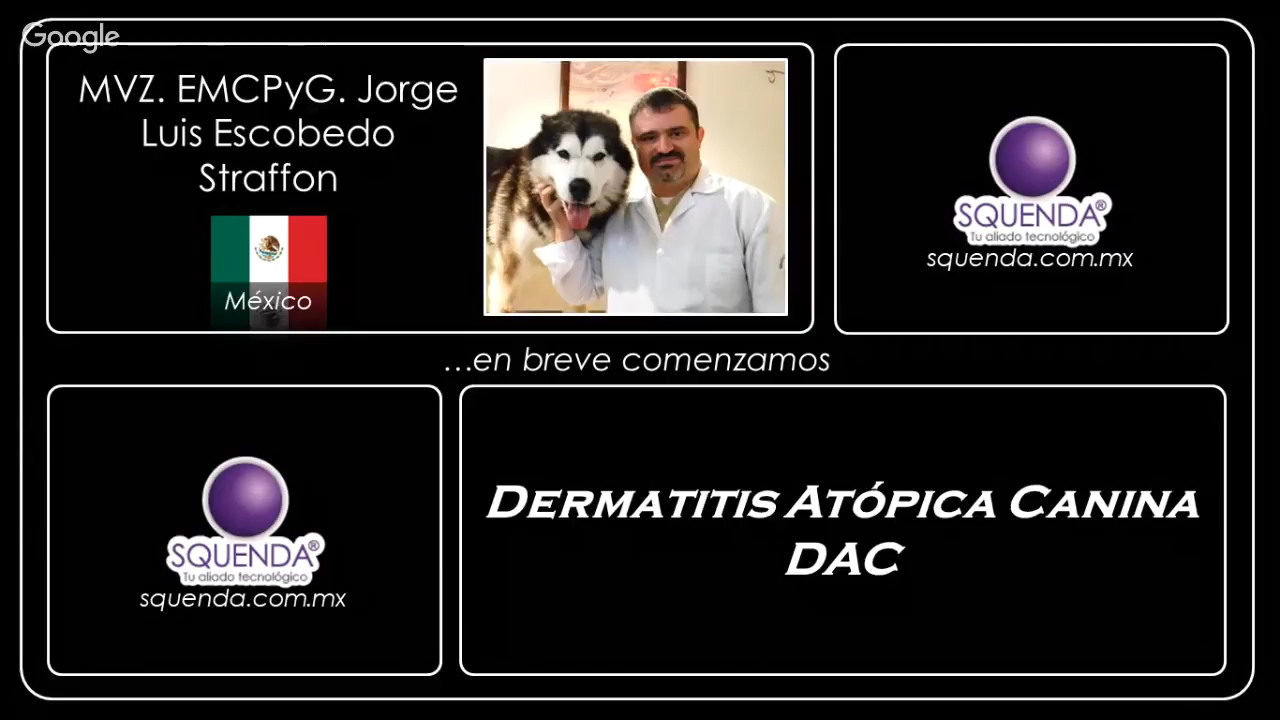 Google
MVZ. EMCPyG. Jorge
Luis Escobedo
Straffon
México
SQUENDA®
Tu aliado tecnológico
squenda.com.mx
...en breve comenzamos
SQUENDA®
Tu aliado tecnológico
squenda.com.mx
DERMATITIS ATÓPICA CANINA
DAC